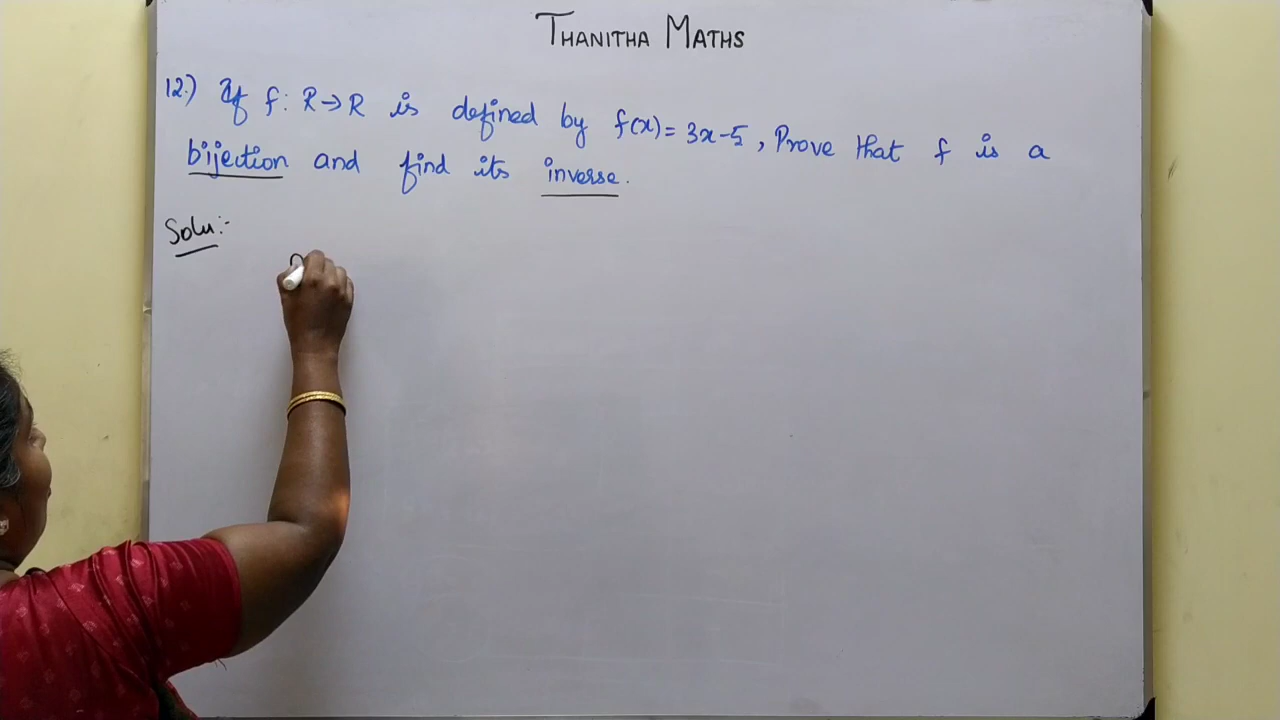 THANITHA MATHS
12.) If f: R→R is defined by f(x) = 3x-5, Prove that f is a
bijection and find its inverse.
Solu:-